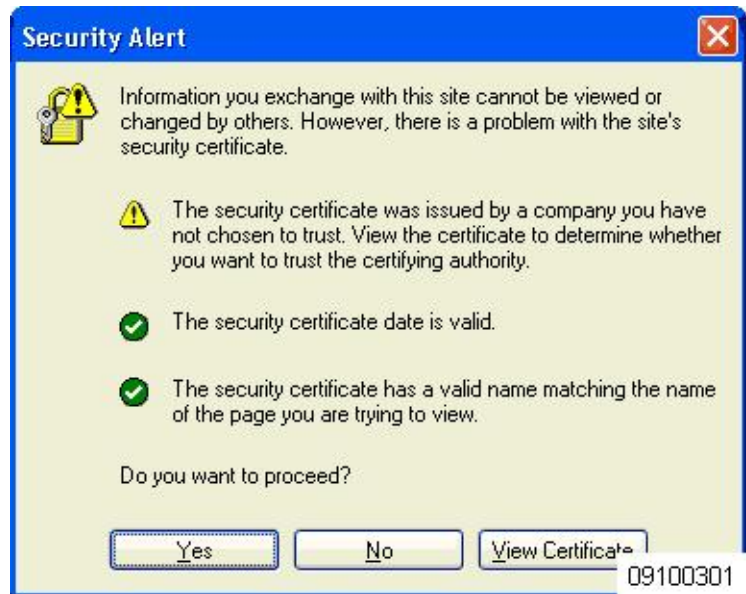 Security Alert
Information you exchange with this site cannot be viewed or
changed by others. However, there is a problem with the site's
security certificate.
The security certificate was issued by a company you have
not chosen to trust. View the certificate to determine whether
you want to trust the certifying authority.
The security certificate date is valid.
The security certificate has a valid name matching the name
of the page you are trying to view.
Do you want to proceed?
Yes No View Certificate
09100301